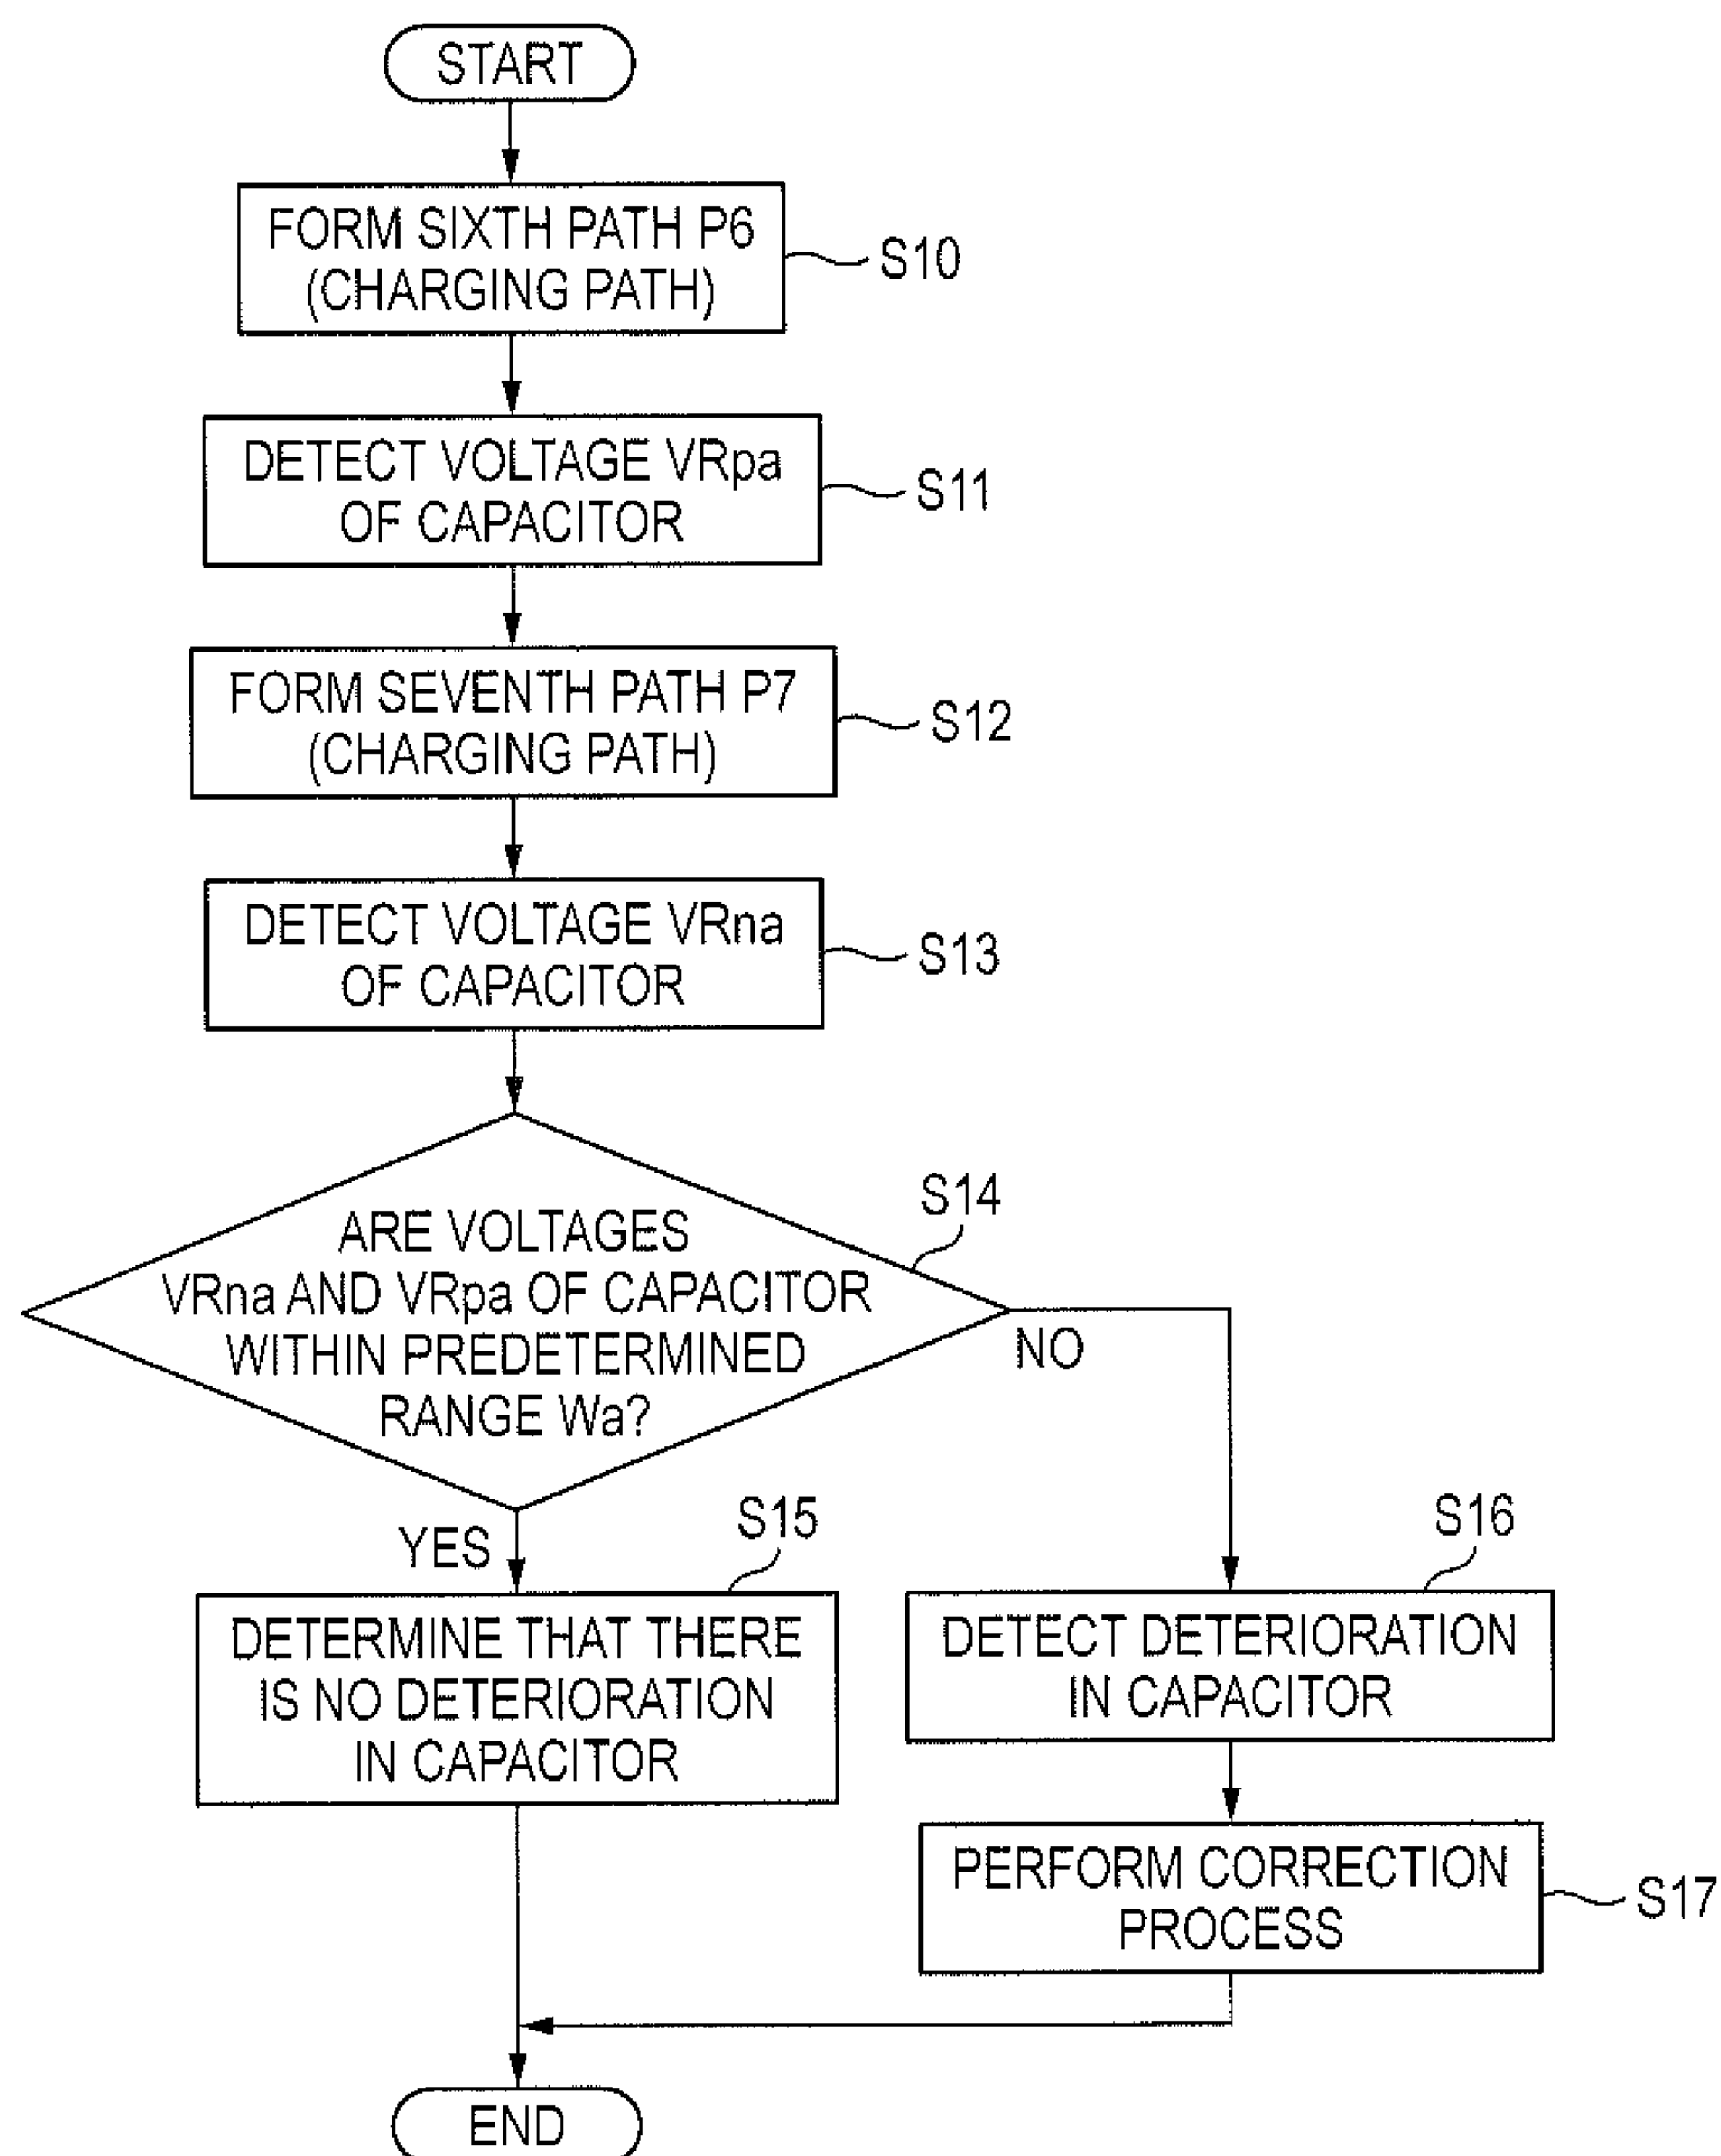 START
FORM SIXTH PATH P6
(CHARGING PATH)
S10
DETECT VOLTAGE VRpa
OF CAPACITOR
S11
FORM SEVENTH PATH P7
(CHARGING PATH)
S12
DETECT VOLTAGE VRna
OF CAPACITOR
S13
ARE VOLTAGES
VRna AND VRpa OF CAPACITOR
WITHIN PREDETERMINED
RANGE Wa?
S14
NO
YES
S15
DETERMINE THAT THERE
IS NO DETERIORATION
IN CAPACITOR
S16
DETECT DETERIORATION
IN CAPACITOR
PERFORM CORRECTION
PROCESS
S17
END